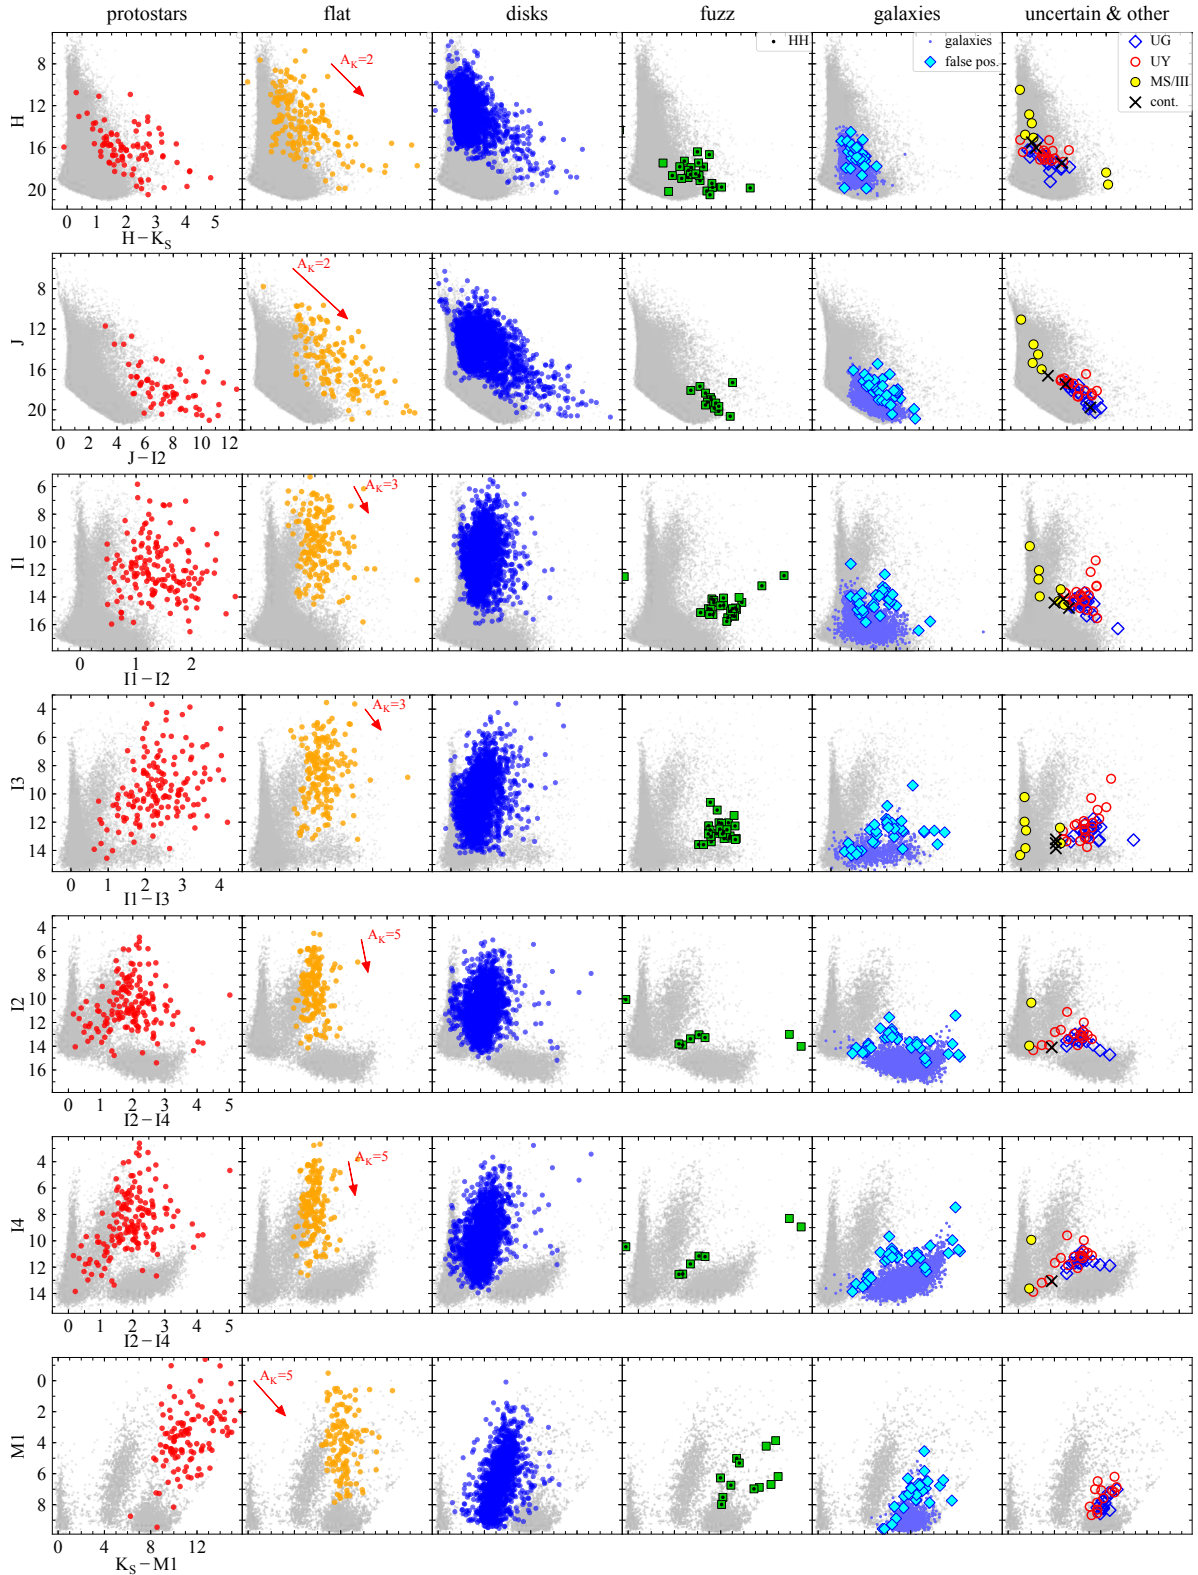 protostars flat disks fuzz galaxies uncertain & other
H
8
12
16
20
A_K=2
HH
galaxies
false pos.
UG
UY
MS/III
cont.
0 1 2 3 4 5
H−K_S
J
8
12
16
20
A_K=2
0 2 4 6 8 10 12
J−I2
I1
6
8
10
12
14
16
A_K=3
0 1 2
I1−I2
I3
4
6
8
10
12
14
A_K=3
0 1 2 3 4
I1−I3
I2
4
6
8
10
12
14
16
A_K=5
0 1 2 3 4 5
I2−I4
I4
4
6
8
10
12
14
A_K=5
0 1 2 3 4 5
I2−I4
M1
0
2
4
6
8
A_K=5
0 4 8 12
K_S−M1